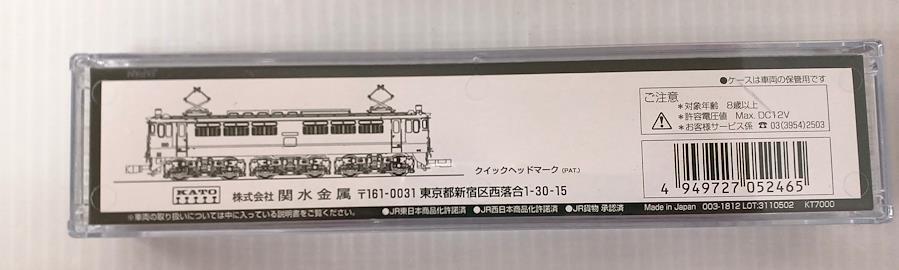 JAPAN
●ケースは車両の保管用です
ご注意
*対象年齢 8歳以上
*許容電圧値 Max. DC12V
*お客様サービス係 ☎ 03(3954)2503
クイックヘッドマーク (PAT.)
KATO
株式会社 関水金属 〒161-0031 東京都新宿区西落合1-30-15
4 949727 052465
※車両の取り扱いについては中に入っている説明書をご覧ください。
●JR東日本商品化許諾済 ●JR西日本商品化許諾済 ●JR貨物 承認済
Made in Japan 003-1812 LOT:3110502 KT7000